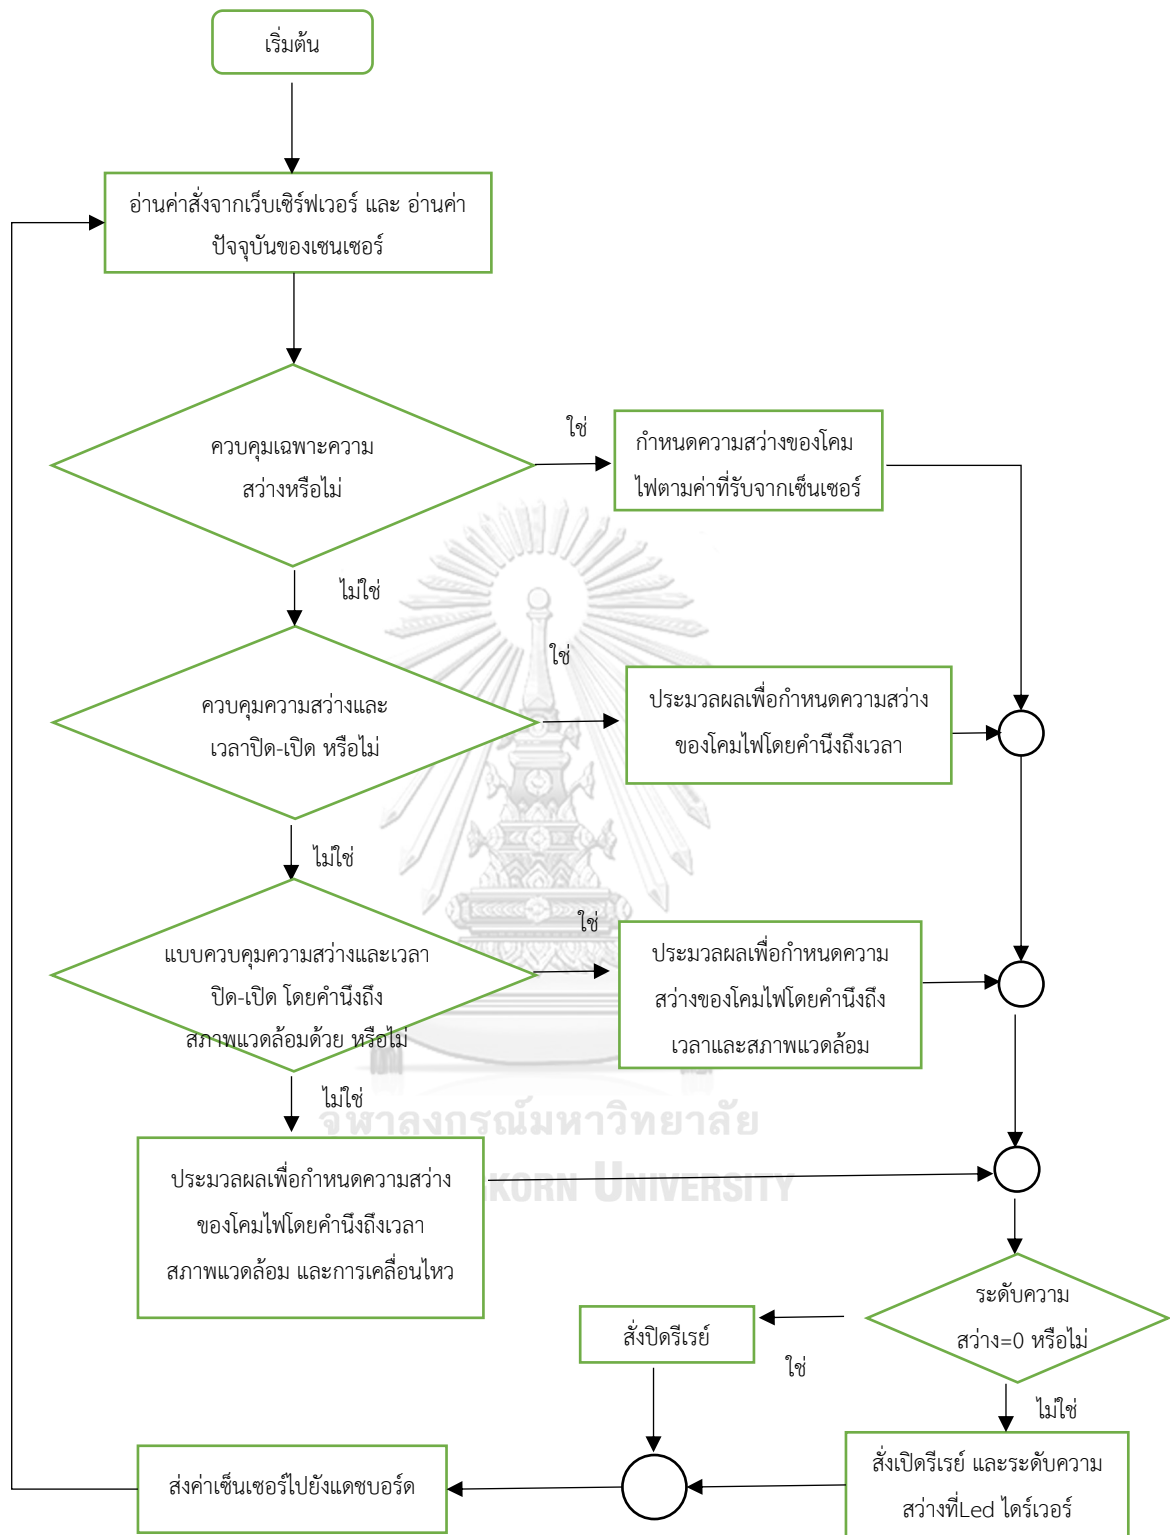 เริ่มต้น
อ่านค่าสั่งจากเว็บเซิร์ฟเวอร์ และ อ่านค่า
ปัจจุบันของเซนเซอร์
ควบคุมเฉพาะความ
สว่างหรือไม่
ใช่
กำหนดความสว่างของโคม
ไฟตามค่าที่รับจากเซ็นเซอร์
ไม่ใช่
ควบคุมความสว่างและ
เวลาปิด-เปิด หรือไม่
ใช่
ประมวลผลเพื่อกำหนดความสว่าง
ของโคมไฟโดยคำนึงถึงเวลา
ไม่ใช่
แบบควบคุมความสว่างและเวลา
ปิด-เปิด โดยคำนึงถึง
สภาพแวดล้อมด้วย หรือไม่
ใช่
ประมวลผลเพื่อกำหนดความ
สว่างของโคมไฟโดยคำนึงถึง
เวลาและสภาพแวดล้อม
ไม่ใช่
จุฬาลงกรณ์มหาวิทยาลัย
KORN UNIVERSITY
ประมวลผลเพื่อกำหนดความสว่าง
ของโคมไฟโดยคำนึงถึงเวลา
สภาพแวดล้อม และการเคลื่อนไหว
ระดับความ
สว่าง=0 หรือไม่
ใช่
สั่งปิดรีเรย์
ไม่ใช่
สั่งเปิดรีเรย์ และระดับความ
สว่างที่Led ไดร์เวอร์
ส่งค่าเซ็นเซอร์ไปยังแดชบอร์ด